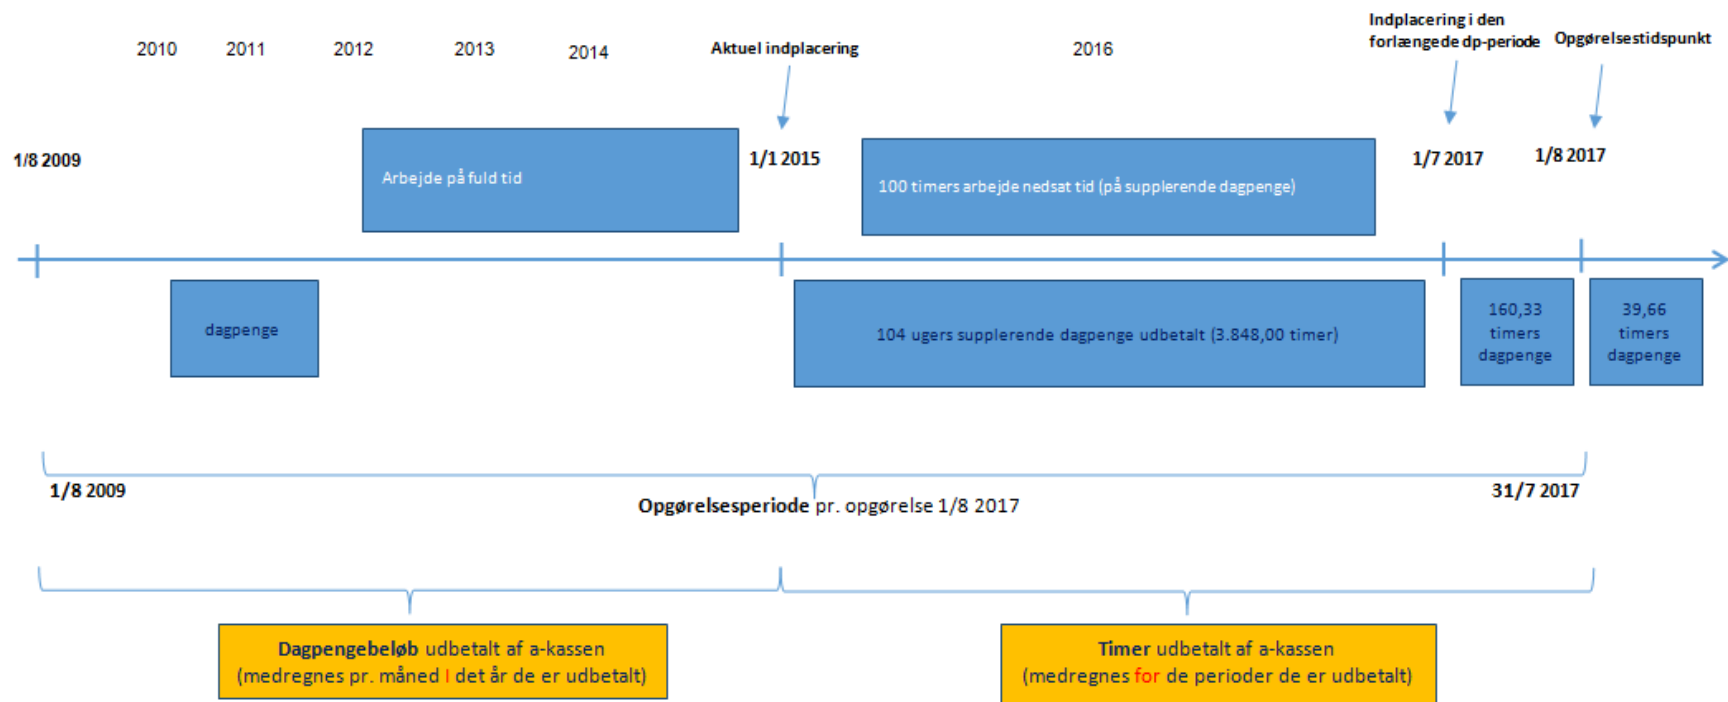 2010
2011
2012
2013
2014
Aktuel indplacering
2016
Indplacering i den
forlængede dp-periode
Opgørelsestidspunkt
1/8 2009
Arbejde på fuld tid
1/1 2015
100 timers arbejde nedsat tid (på supplerende dagpenge)
1/7 2017
1/8 2017
dagpenge
104 ugers supplerende dagpenge udbetalt (3.848,00 timer)
160,33
timers
dagpenge
39,66
timers
dagpenge
1/8 2009
31/7 2017
Opgørelsesperiode pr. opgørelse 1/8 2017
Dagpengebeløb udbetalt af a-kassen
(medregnes pr. måned I det år de er udbetalt)
Timer udbetalt af a-kassen
(medregnes for de perioder de er udbetalt)